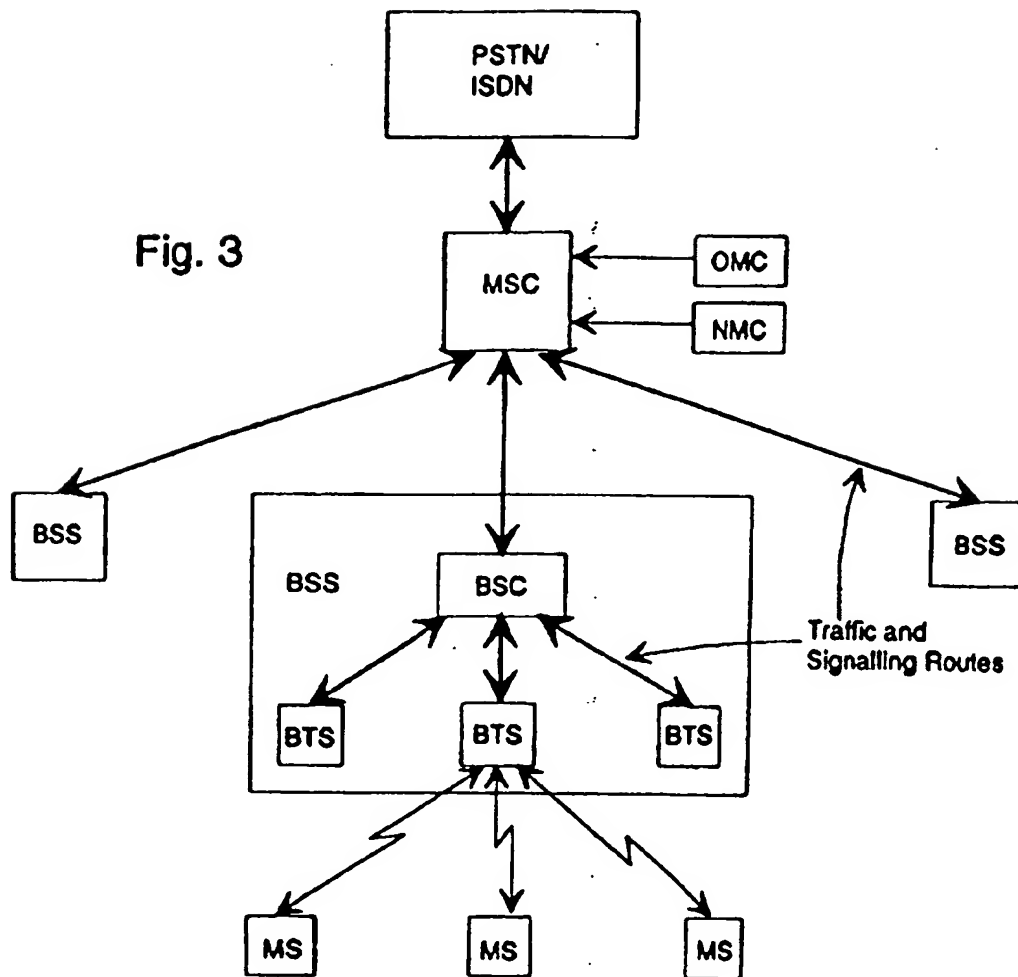 PSTN/
ISDN
Fig. 3
MSC
OMC
NMC
BSS
BSS
BSS
BSC
Traffic and
Signalling Routes
BTS
BTS
BTS
MS
MS
MS